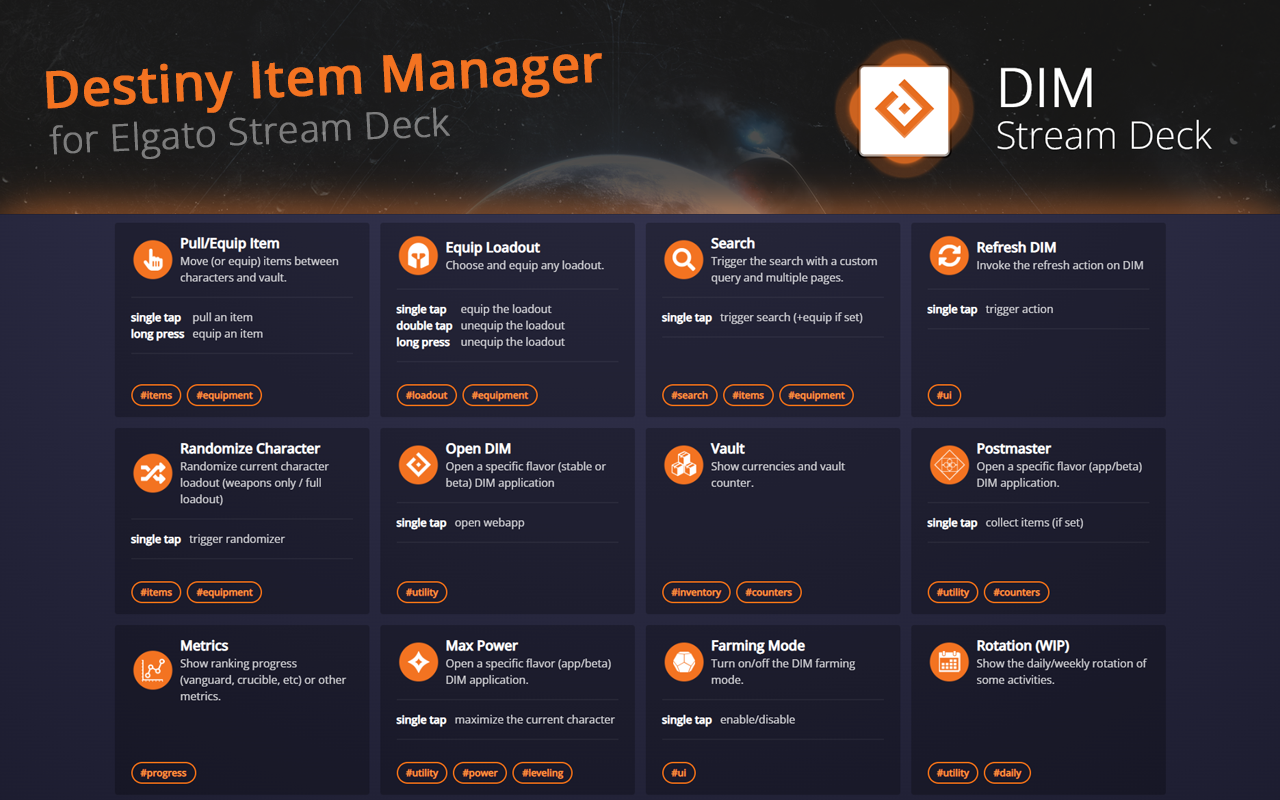 Destiny Item Manager
for Elgato Stream Deck
DIM
Stream Deck
Pull/Equip Item
Move (or equip) items between
characters and vault.
single tap pull an item
long press equip an item
#items #equipment
Equip Loadout
Choose and equip any loadout.
single tap equip the loadout
double tap unequip the loadout
long press unequip the loadout
#loadout #equipment
Search
Trigger the search with a custom
query and multiple pages.
single tap trigger search (+equip if set)
#search #items #equipment
Refresh DIM
Invoke the refresh action on DIM
single tap trigger action
#ui
Randomize Character
Randomize current character
loadout (weapons only / full
loadout)
single tap trigger randomizer
#items #equipment
Open DIM
Open a specific flavor (stable or
beta) DIM application
single tap open webapp
#utility
Vault
Show currencies and vault
counter.
#inventory #counters
Postmaster
Open a specific flavor (app/beta)
DIM application.
single tap collect items (if set)
#utility #counters
Metrics
Show ranking progress
(vanguard, crucible, etc) or other
metrics.
#progress
Max Power
Open a specific flavor (app/beta)
DIM application.
single tap maximize the current character
#utility #power #leveling
Farming Mode
Turn on/off the DIM farming
mode.
single tap enable/disable
#ui
Rotation (WIP)
Show the daily/weekly rotation of
some activities.
#utility #daily